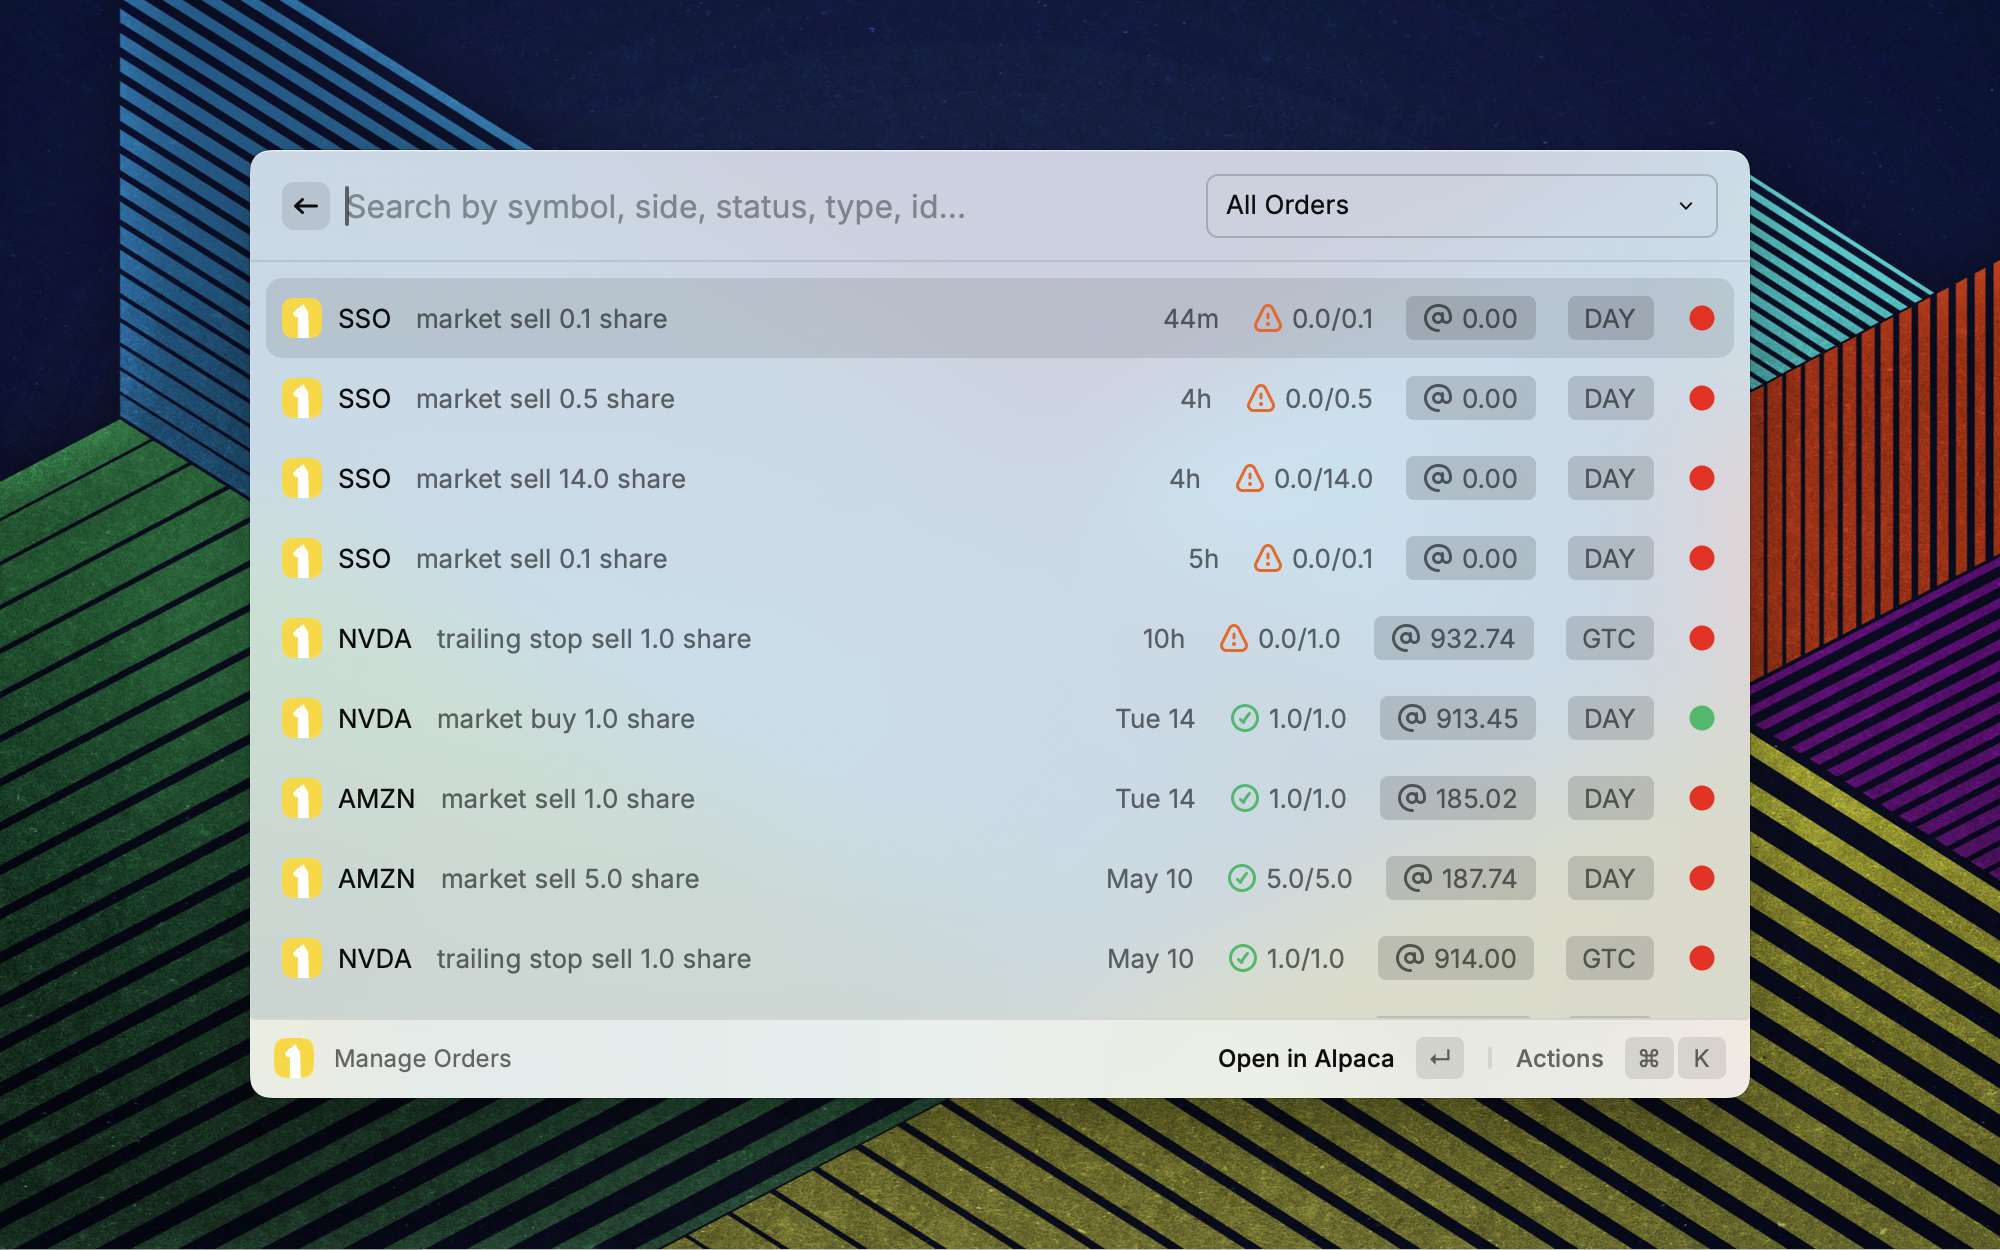 Search by symbol, side, status, type, id...
All Orders
SSO market sell 0.1 share 44m 0.0/0.1 @ 0.00 DAY
SSO market sell 0.5 share 4h 0.0/0.5 @ 0.00 DAY
SSO market sell 14.0 share 4h 0.0/14.0 @ 0.00 DAY
SSO market sell 0.1 share 5h 0.0/0.1 @ 0.00 DAY
NVDA trailing stop sell 1.0 share 10h 0.0/1.0 @ 932.74 GTC
NVDA market buy 1.0 share Tue 14 1.0/1.0 @ 913.45 DAY
AMZN market sell 1.0 share Tue 14 1.0/1.0 @ 185.02 DAY
AMZN market sell 5.0 share May 10 5.0/5.0 @ 187.74 DAY
NVDA trailing stop sell 1.0 share May 10 1.0/1.0 @ 914.00 GTC
Manage Orders Open in Alpaca ↵ Actions ⌘ K